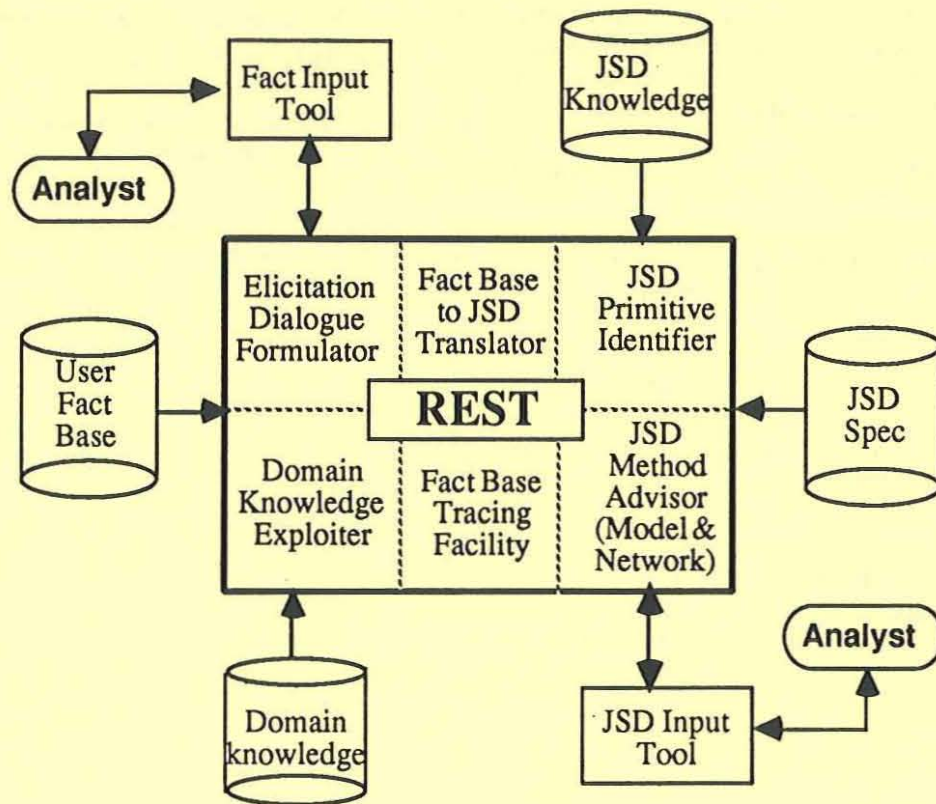 Fact Input
Tool
JSD
Knowledge
Analyst
Elicitation
Dialogue
Formulator
Fact Base
to JSD
Translator
JSD
Primitive
Identifier
User
Fact
Base
REST
JSD
Spec
Domain
Knowledge
Exploiter
Fact Base
Tracing
Facility
JSD
Method
Advisor
(Model &
Network)
Analyst
Domain
knowledge
JSD Input
Tool